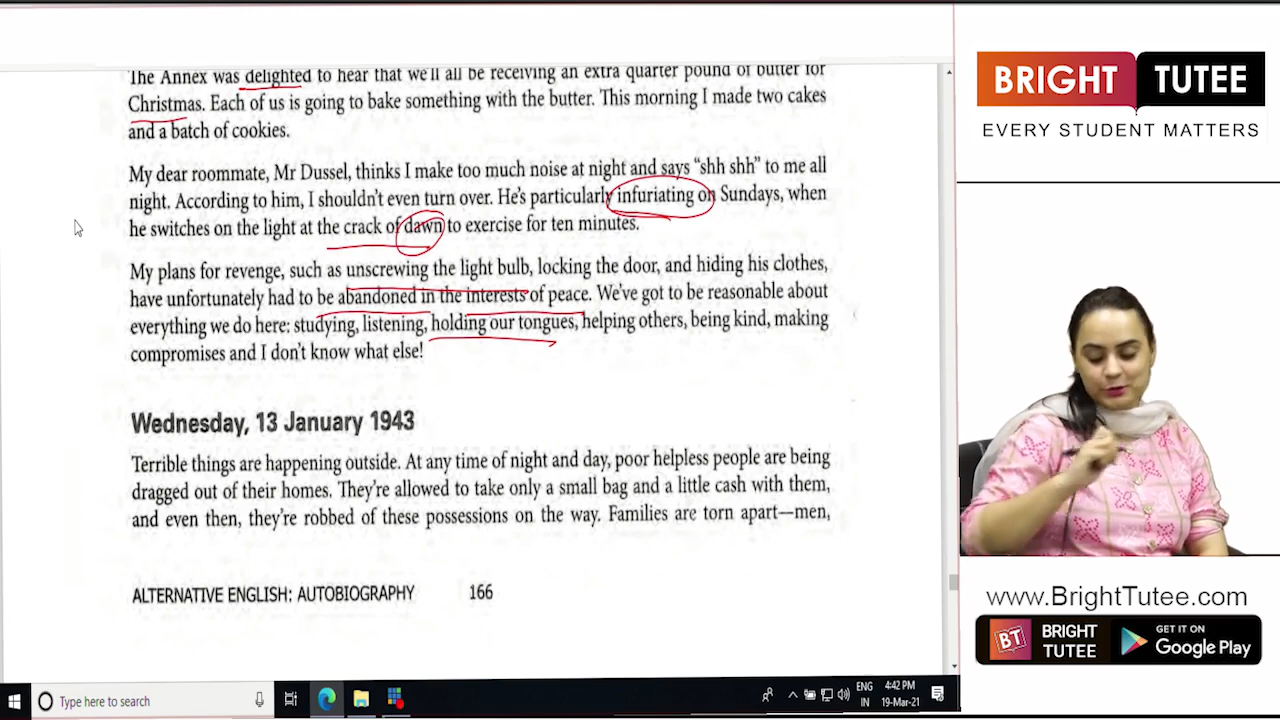 The Annex was delighted to hear that we'll all be receiving an extra quarter pound of butter for
Christmas. Each of us is going to bake something with the butter. This morning I made two cakes
and a batch of cookies.
My dear roommate, Mr Dussel, thinks I make too much noise at night and says “shh shh” to me all
night. According to him, I shouldn't even turn over. He's particularly infuriating on Sundays, when
he switches on the light at the crack of dawn to exercise for ten minutes.
My plans for revenge, such as unscrewing the light bulb, locking the door, and hiding his clothes,
have unfortunately had to be abandoned in the interests of peace. We've got to be reasonable about
everything we do here: studying, listening, holding our tongues, helping others, being kind, making
compromises and I don't know what else!
Wednesday, 13 January 1943
Terrible things are happening outside. At any time of night and day, poor helpless people are being
dragged out of their homes. They're allowed to take only a small bag and a little cash with them,
and even then, they're robbed of these possessions on the way. Families are torn apart—men,
ALTERNATIVE ENGLISH: AUTOBIOGRAPHY 166
BRIGHT TUTEE
EVERY STUDENT MATTERS
www.BrightTutee.com
BT BRIGHT TUTEE
GET IT ON
Google Play
Type here to search
ENG
IN
4:42 PM
19-Mar-21